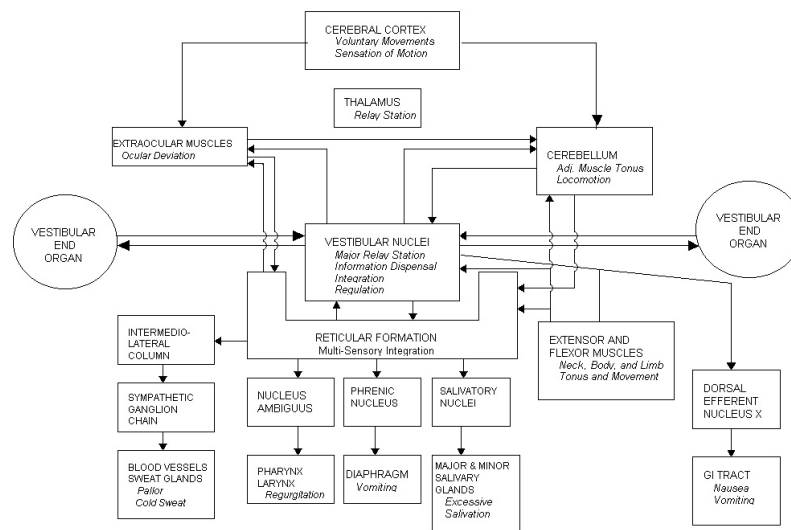 CEREBRAL CORTEX
Voluntary Movements
Sensation of Motion
THALAMUS
Relay Station
EXTRAOCULAR MUSCLES
Ocular Deviation
CEREBELLUM
Adj. Muscle Tonus
Locomotion
VESTIBULAR
END
ORGAN
VESTIBULAR NUCLEI
Major Relay Station
Information Dispensal
Integration
Regulation
VESTIBULAR
END
ORGAN
RETICULAR FORMATION
Multi-Sensory Integration
INTERMEDIO-
LATERAL
COLUMN
EXTENSOR AND
FLEXOR MUSCLES
Neck, Body, and Limb
Tonus and Movement
SYMPATHETIC
GANGLION
CHAIN
NUCLEUS
AMBIGUUS
PHRENIC
NUCLEUS
SALIVATORY
NUCLEI
DORSAL
EFFERENT
NUCLEUS X
BLOOD VESSELS
SWEAT GLANDS
Pallor
Cold Sweat
PHARYNX
LARYNX
Regurgitation
DIAPHRAGM
Vomiting
MAJOR & MINOR
SALIVARY
GLANDS
Excessive
Salivation
GI TRACT
Nausea
Vomiting